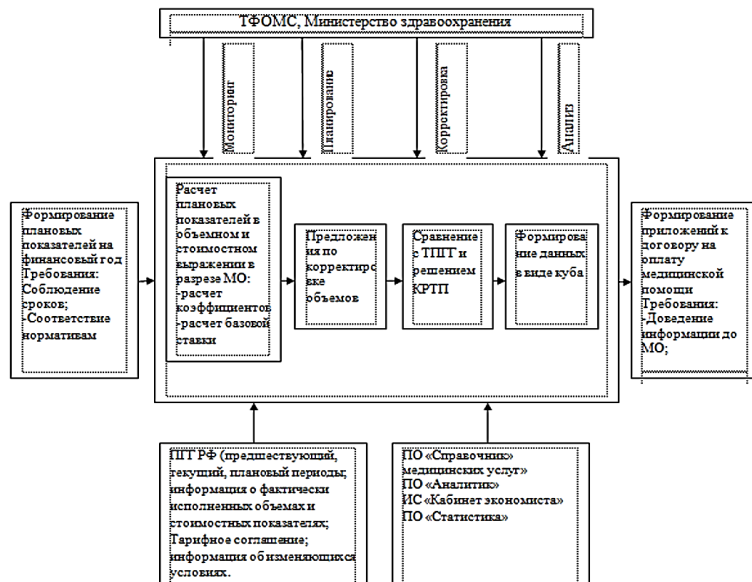 ТФОМС, Министерство здравоохранения
Мониторинг
Планирование
Корректировка
Анализ
Формирование
плановых
показателей на
финансовый год
Требования:
Соблюдение
сроков;
-Соответствие
нормативам
Расчет
плановых
показателей в
объемном и
стоимостном
выражении в
разрезе МО:
-расчет
коэффициентов
-расчет базовой
ставки
Предложен
ия по
корректиро
вке
объемов
Сравнение
с ТПГГ и
решением
КРТП
Формирова
ние данных
в виде куба
Формирование
приложений к
договору на
оплату
медицинской
помощи
Требования:
-Доведение
информации до
МО;
ПГГ РФ (предшествующий,
текущий, плановый периоды;
информация о фактически
исполненных объемах и
стоимостных показателях;
Тарифное соглашение;
информация об изменяющихся
условиях.
ПО «Справочник»
медицинских услуг»
ПО «Аналитик»
ИС «Кабинет экономиста»
ПО «Статистика»